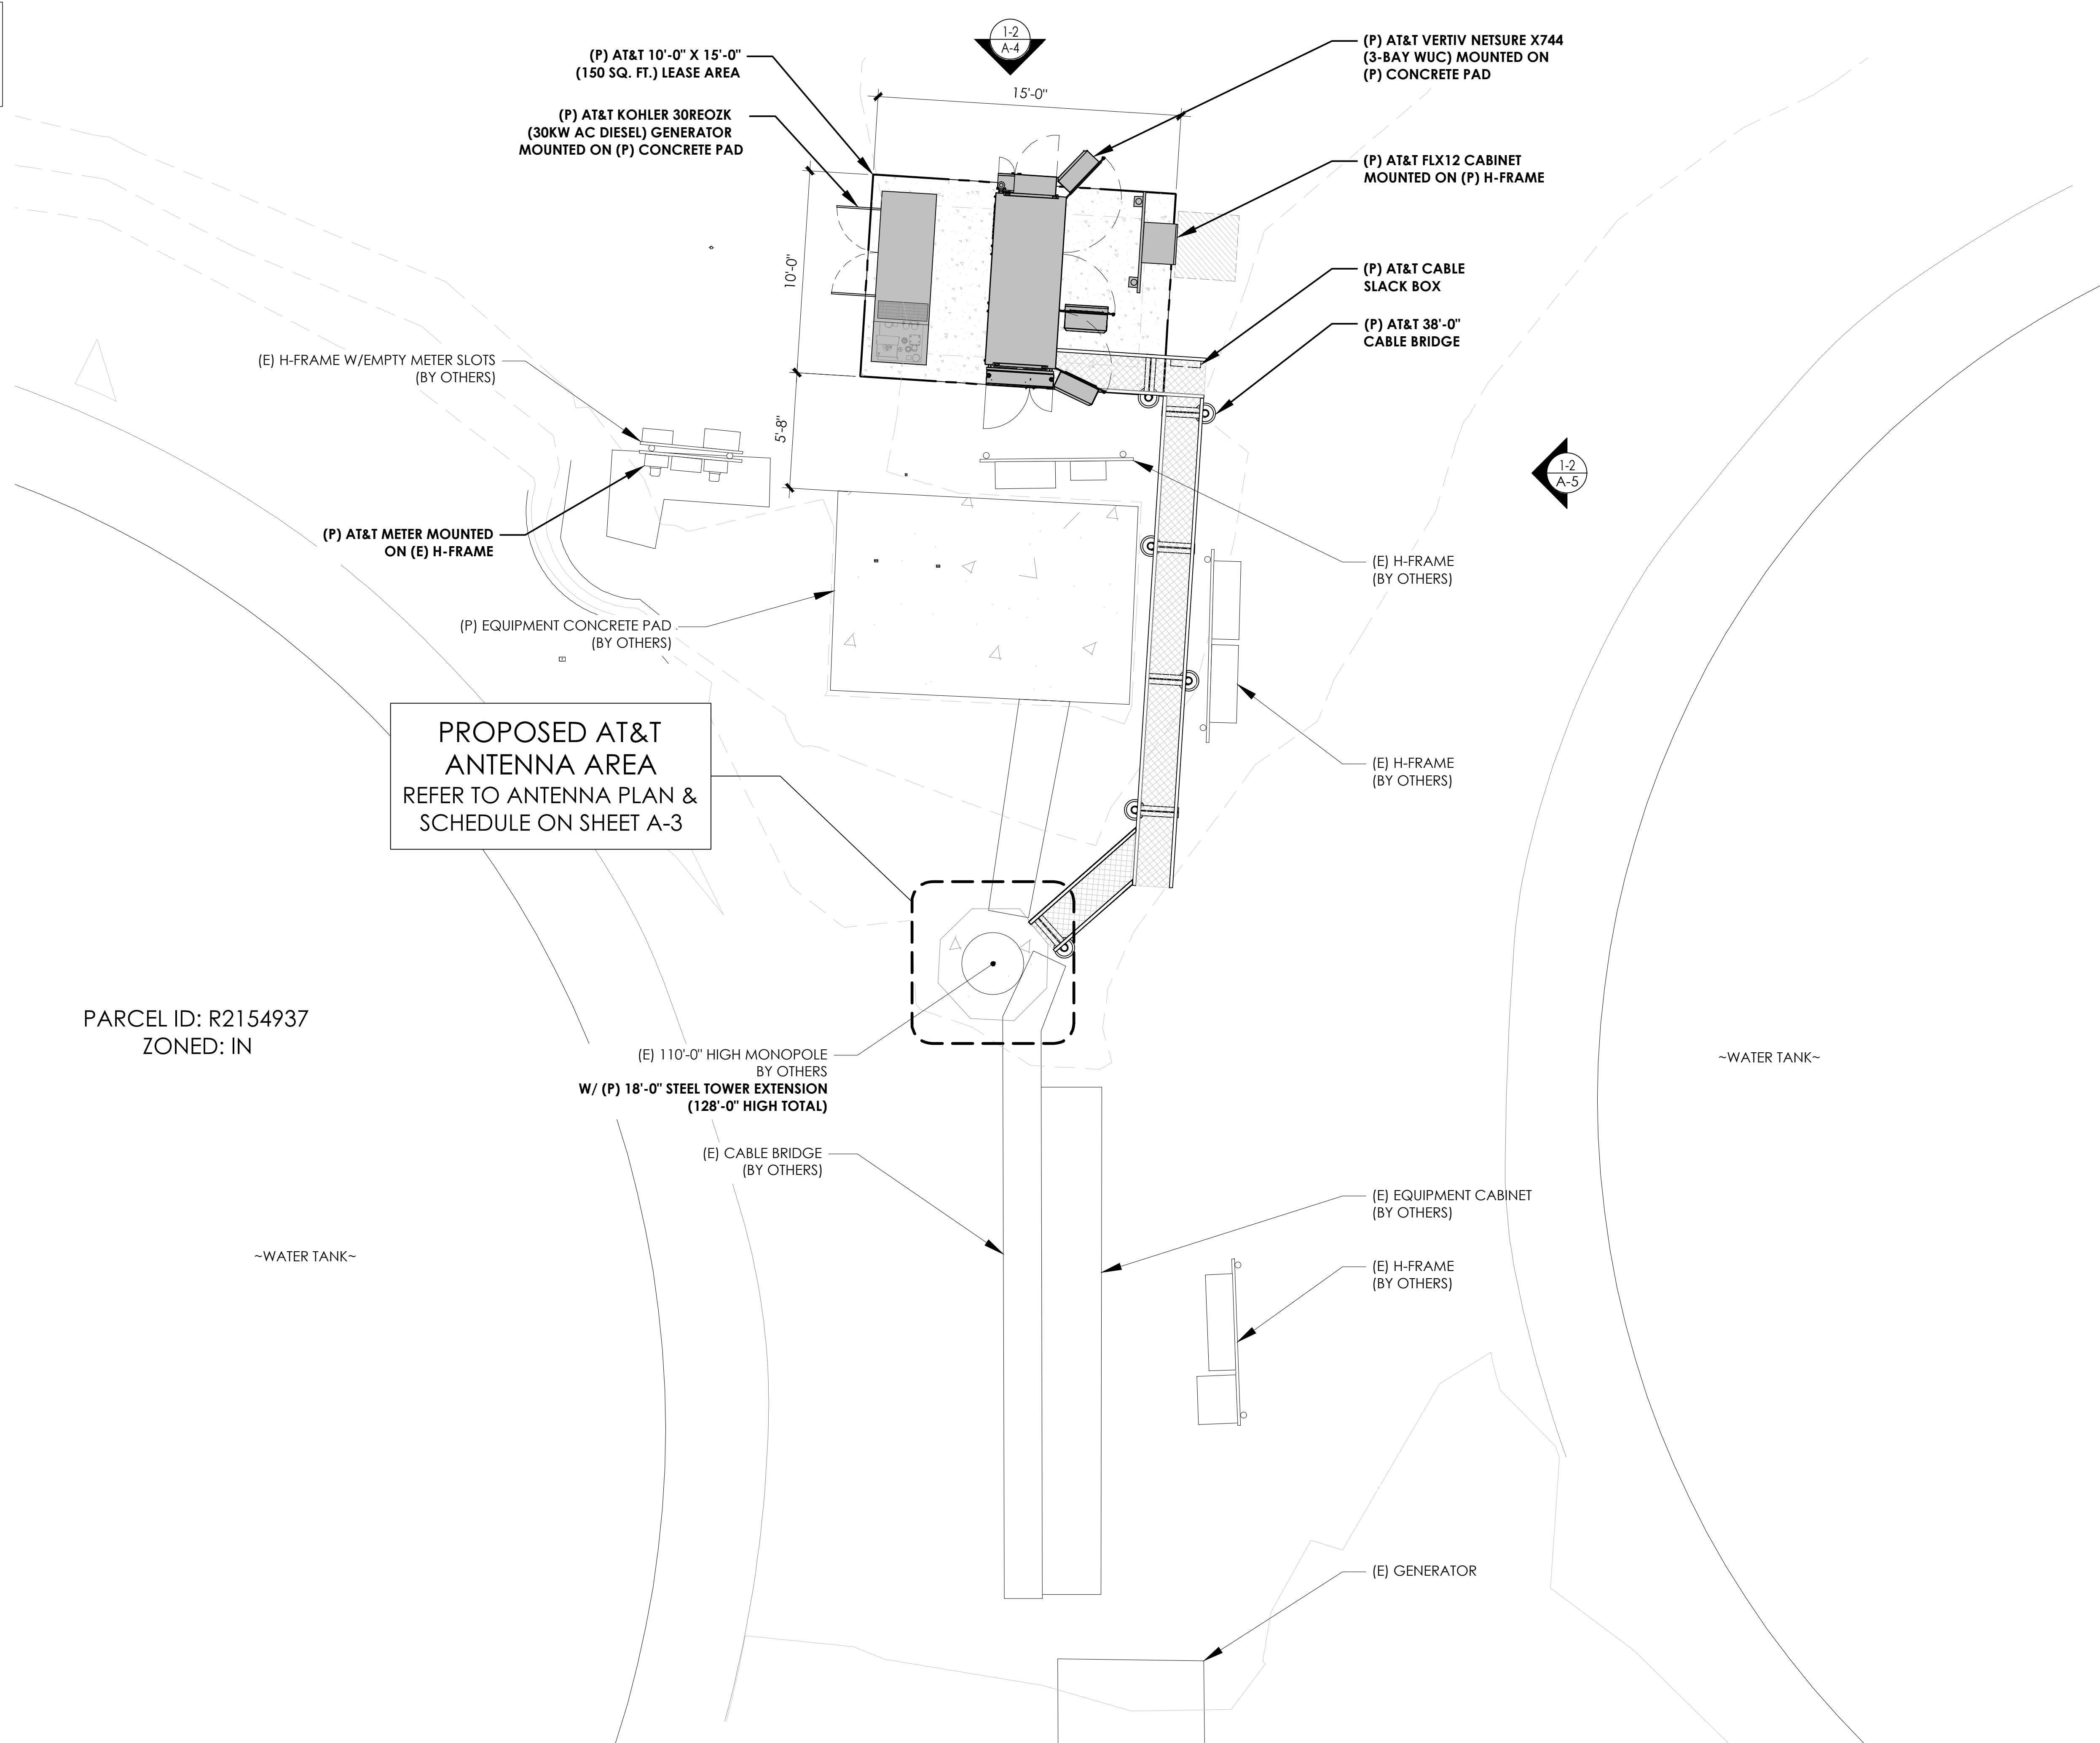 1-2
A-4
(P) AT&T 10'-0" X 15'-0"
(150 SQ. FT.) LEASE AREA
(P) AT&T VERTIV NETSURE X744
(3-BAY WUC) MOUNTED ON
(P) CONCRETE PAD
15'-0"
(P) AT&T KOHLER 30REOZK
(30KW AC DIESEL) GENERATOR
MOUNTED ON (P) CONCRETE PAD
(P) AT&T FLX12 CABINET
MOUNTED ON (P) H-FRAME
10'-0"
(P) AT&T CABLE
SLACK BOX
(P) AT&T 38'-0"
CABLE BRIDGE
(E) H-FRAME W/EMPTY METER SLOTS
(BY OTHERS)
5'-8"
1-2
A-5
(P) AT&T METER MOUNTED
ON (E) H-FRAME
(E) H-FRAME
(BY OTHERS)
(P) EQUIPMENT CONCRETE PAD
(BY OTHERS)
PROPOSED AT&T
ANTENNA AREA
REFER TO ANTENNA PLAN &
SCHEDULE ON SHEET A-3
(E) H-FRAME
(BY OTHERS)
PARCEL ID: R2154937
ZONED: IN
(E) 110'-0" HIGH MONOPOLE
BY OTHERS
W/ (P) 18'-0" STEEL TOWER EXTENSION
(128'-0" HIGH TOTAL)
~WATER TANK~
(E) CABLE BRIDGE
(BY OTHERS)
(E) EQUIPMENT CABINET
(BY OTHERS)
~WATER TANK~
(E) H-FRAME
(BY OTHERS)
(E) GENERATOR